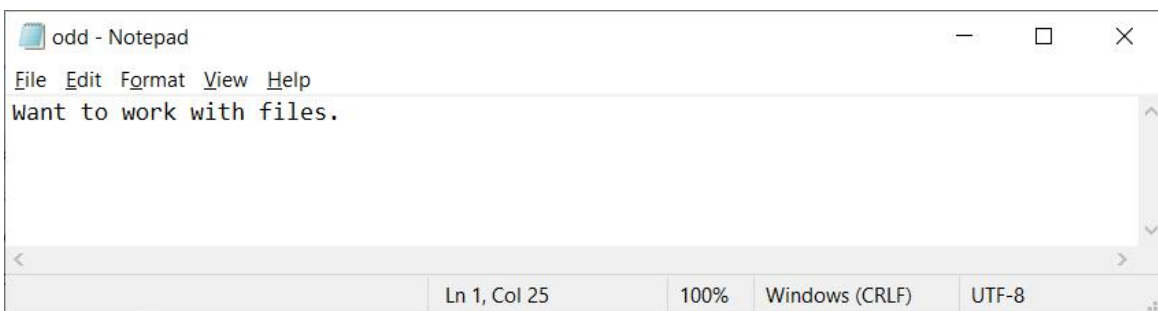 odd - Notepad
File Edit Format View Help
Want to work with files.
Ln 1, Col 25 100% Windows (CRLF) UTF-8